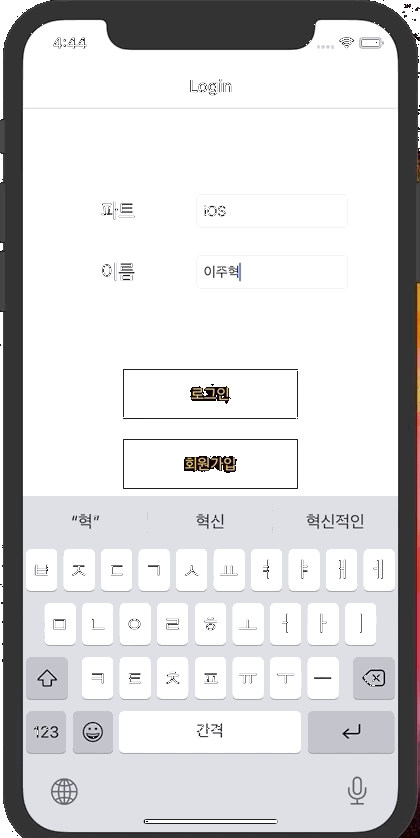 4:44
Login
파트 iOS
이름 이주혁
로그인
회원가입
“혁” 혁신 혁신적인
ㅂ ㅈ ㄷ ㄱ ㅅ ㅛ ㅕ ㅑ ㅐ ㅔ
ㅁ ㄴ ㅇ ㄹ ㅎ ㅗ ㅓ ㅏ ㅣ
ㅋ ㅌ ㅊ ㅍ ㅠ ㅜ ㅡ
123 간격